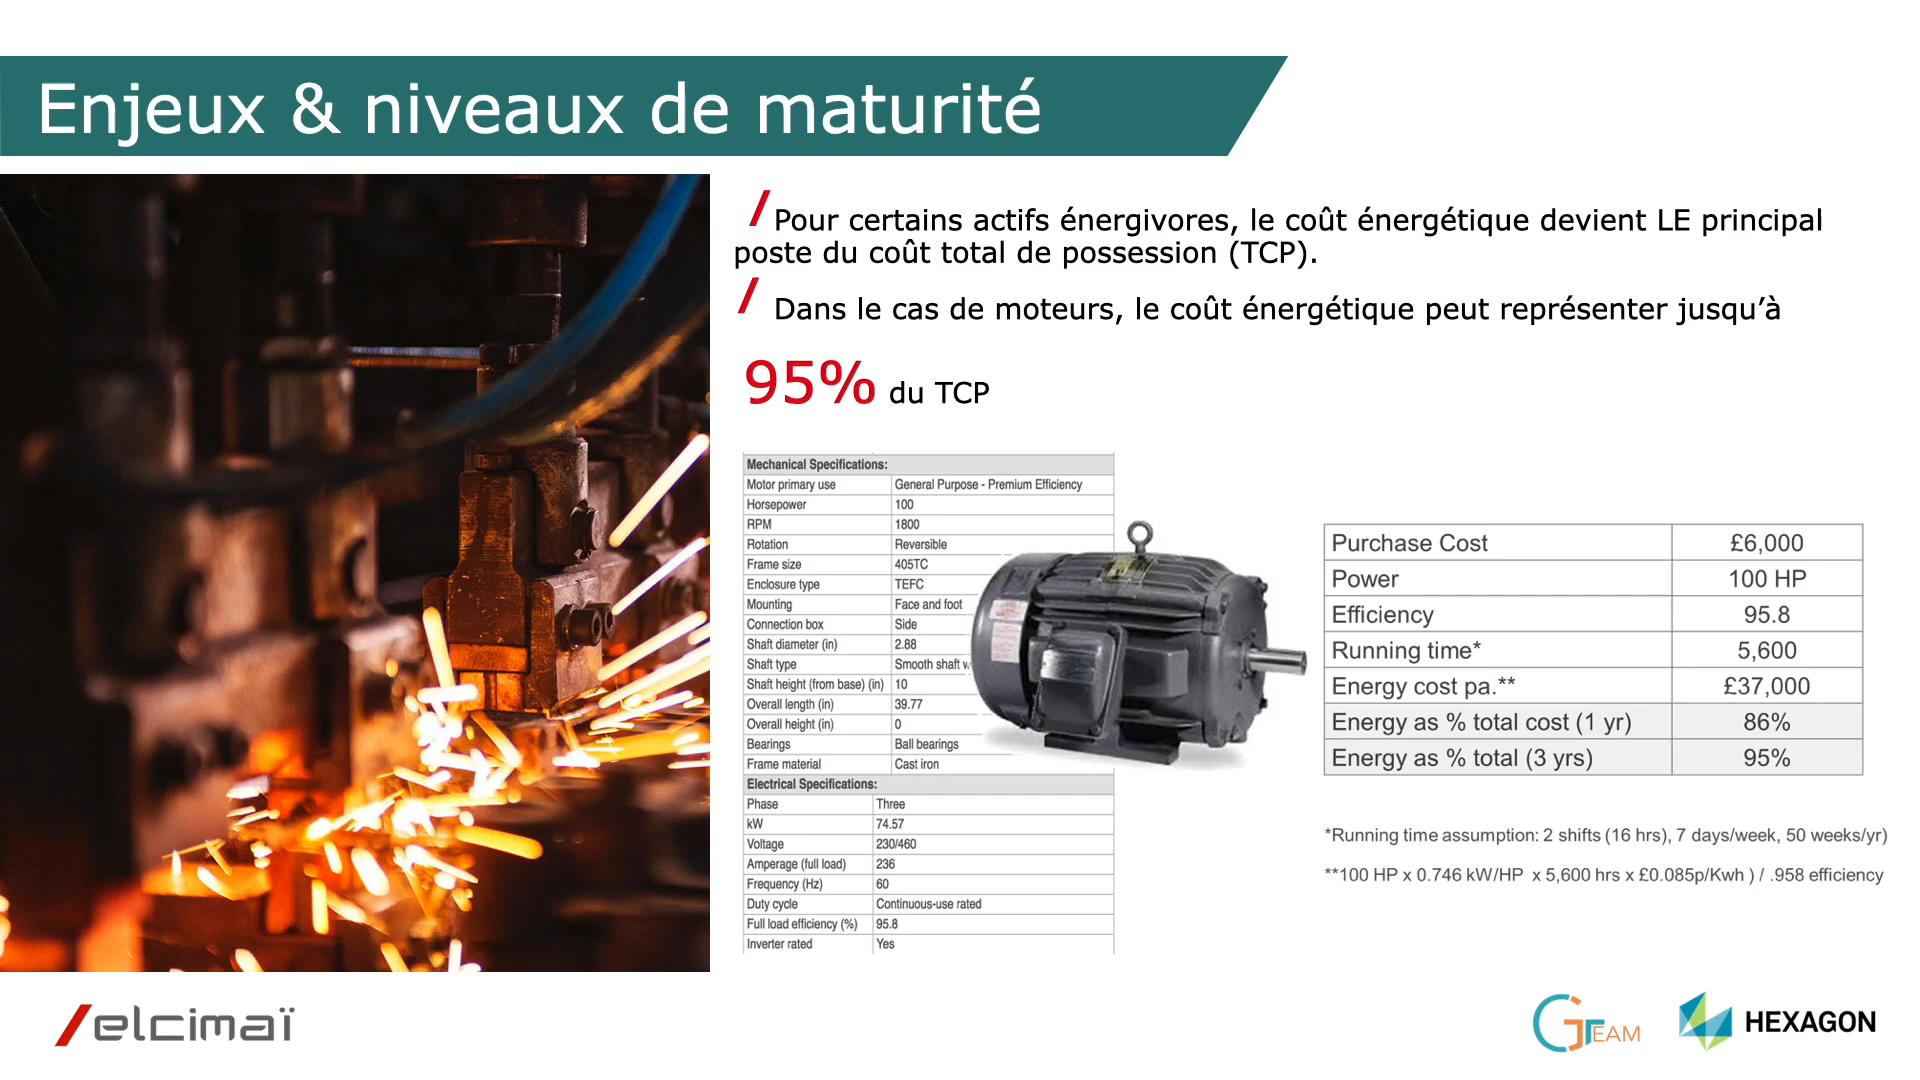 Enjeux & niveaux de maturité
/ Pour certains actifs énergivores, le coût énergétique devient LE principal
poste du coût total de possession (TCP).
/ Dans le cas de moteurs, le coût énergétique peut représenter jusqu’à
95% du TCP
Mechanical Specifications:
Motor primary use General Purpose - Premium Efficiency
Horsepower 100
RPM 1800
Rotation Reversible
Frame size 405TC
Enclosure type TEFC
Mounting Face and foot
Connection box Side
Shaft diameter (in) 2.88
Shaft type Smooth shaft
Shaft height (from base) (in) 10
Overall length (in) 39.77
Overall height (in) 0
Bearings Ball bearings
Frame material Cast iron
Electrical Specifications:
Phase Three
kW 74.57
Voltage 230/460
Amperage (full load) 236
Frequency (Hz) 60
Duty cycle Continuous-use rated
Full load efficiency (%) 95.8
Inverter rated Yes
Purchase Cost £6,000
Power 100 HP
Efficiency 95.8
Running time* 5,600
Energy cost pa.** £37,000
Energy as % total cost (1 yr) 86%
Energy as % total (3 yrs) 95%
*Running time assumption: 2 shifts (16 hrs), 7 days/week, 50 weeks/yr)
**100 HP x 0.746 kW/HP x 5,600 hrs x £0.085p/Kwh ) / .958 efficiency
elcimaï
GTEAM
HEXAGON